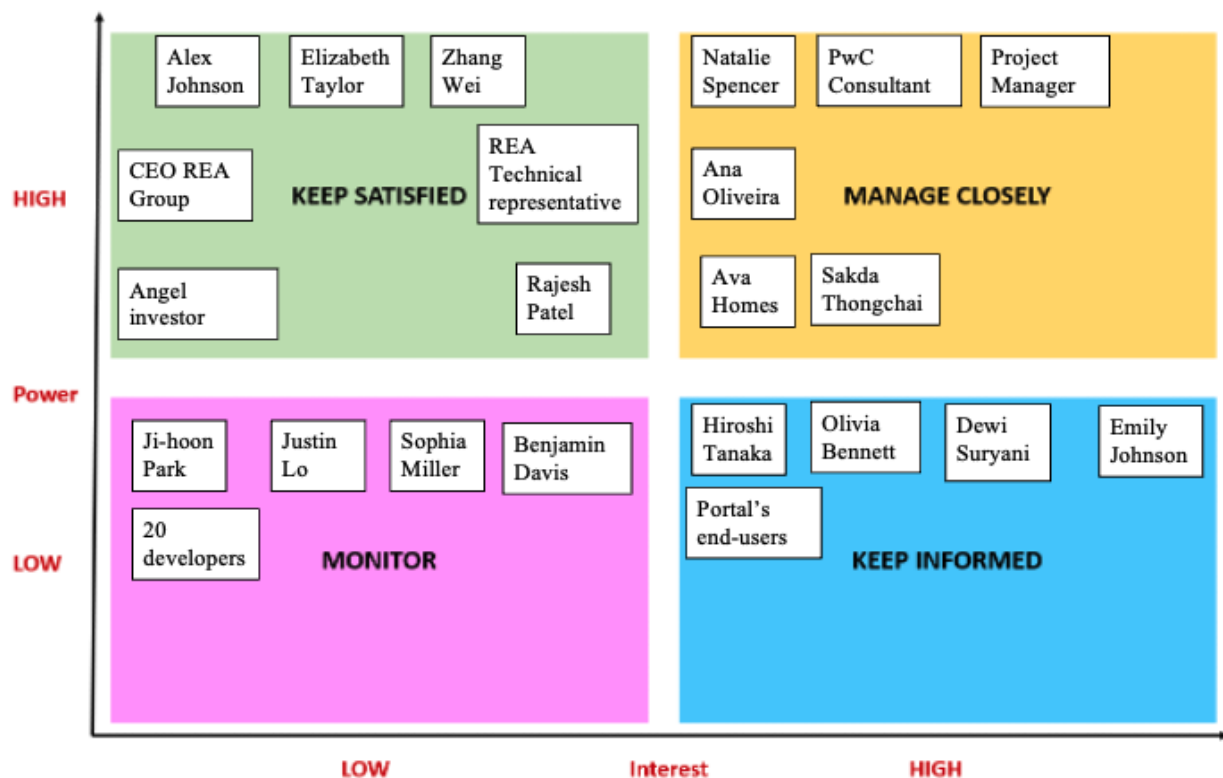 Alex
Johnson
Elizabeth
Taylor
Zhang
Wei
Natalie
Spencer
PwC
Consultant
Project
Manager
CEO REA
Group
KEEP SATISFIED
REA
Technical
representative
Ana
Oliveira
MANAGE CLOSELY
HIGH
Angel
investor
Rajesh
Patel
Ava
Homes
Sakda
Thongchai
Power
Ji-hoon
Park
Justin
Lo
Sophia
Miller
Benjamin
Davis
Hiroshi
Tanaka
Olivia
Bennett
Dewi
Suryani
Emily
Johnson
20
developers
MONITOR
Portal's
end-users
KEEP INFORMED
LOW
LOW
Interest
HIGH